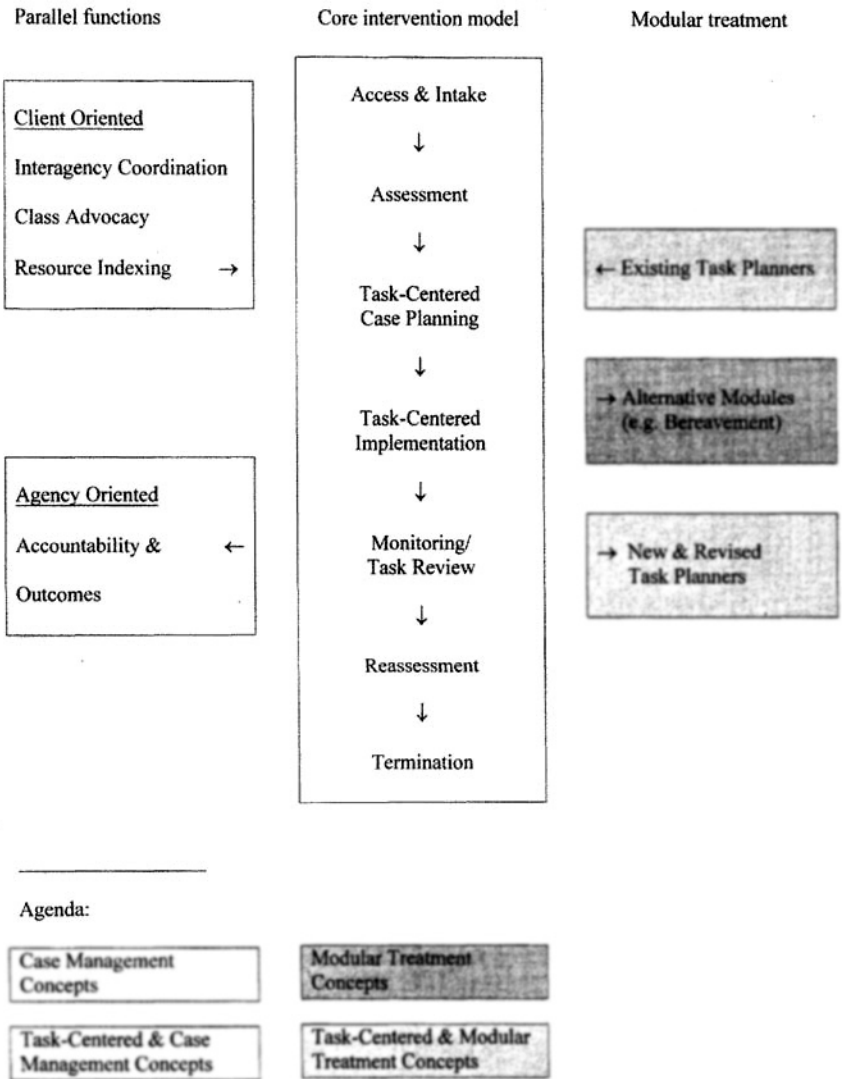 Parallel functions
Core intervention model
Modular treatment
Client Oriented
Interagency Coordination
Class Advocacy
Resource Indexing →
Agency Oriented
Accountability & ←
Outcomes
Access & Intake
↓
Assessment
↓
Task-Centered
Case Planning
↓
Task-Centered
Implementation
↓
Monitoring/
Task Review
↓
Reassessment
↓
Termination
← Existing Task Planners
→ Alternative Modules
(e.g. Bereavement)
→ New & Revised
Task Planners
Agenda:
Case Management
Concepts
Modular Treatment
Concepts
Task-Centered & Case
Management Concepts
Task-Centered & Modular
Treatment Concepts